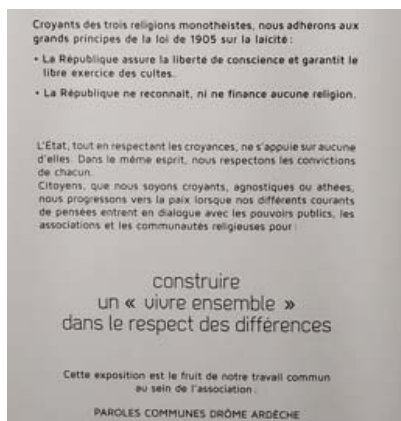 Croyants des trois religions monothéistes, nous adhérons aux
grands principes de la loi de 1905 sur la laïcité :
• La République assure la liberté de conscience et garantit le
libre exercice des cultes.
• La République ne reconnaît, ni ne finance aucune religion.
L'Etat, tout en respectant les croyances, ne s'appuie sur aucune
d'elles. Dans le même esprit, nous respectons les convictions
de chacun.
Citoyens, que nous soyons croyants, agnostiques ou athées,
nous progressons vers la paix lorsque nos différents courants
de pensées entrent en dialogue avec les pouvoirs publics, les
associations et les communautés religieuses pour :
construire
un « vivre ensemble »
dans le respect des différences
Cette exposition est le fruit de notre travail commun
au sein de l'association :
PAROLES COMMUNES DRÔME ARDÈCHE